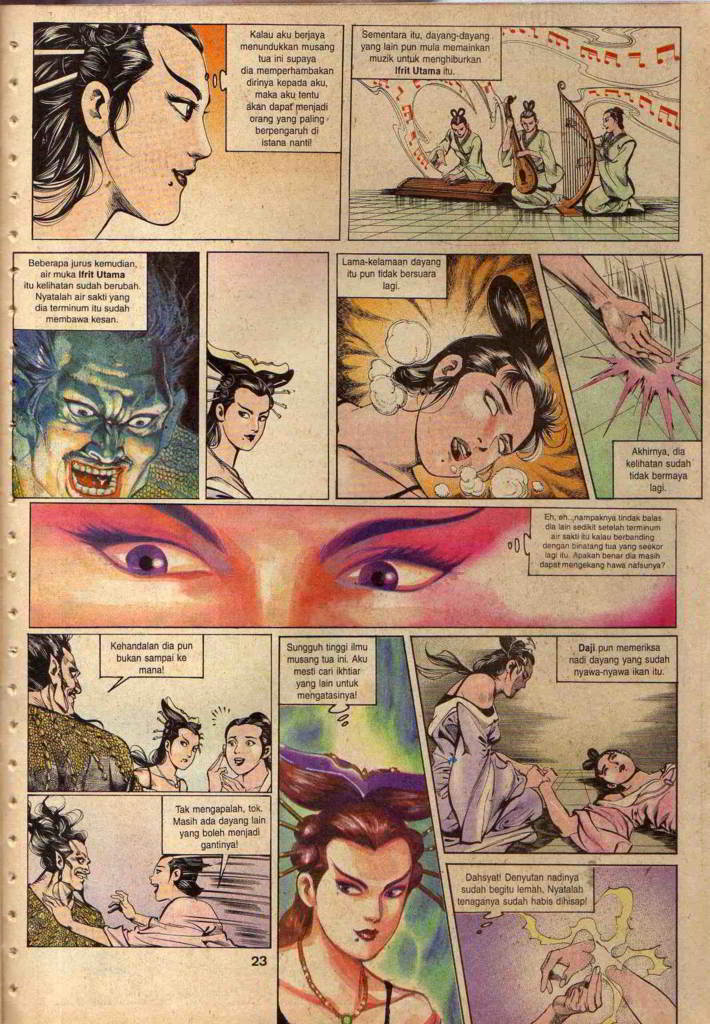 Kalau aku berjaya
menundukkan musang
tua ini supaya
dia memperhambakan
dirinya kepada aku,
maka aku tentu
akan dapat menjadi
orang yang paling
berpengaruh di
istana nanti!
Sementara itu, dayang-dayang
yang lain pun mula memainkan
muzik untuk menghiburkan
Ifrit Utama itu.
Beberapa jurus kemudian,
air muka Ifrit Utama
itu kelihatan sudah berubah.
Nyatalah air sakti yang
dia terminum itu sudah
membawa kesan.
Lama-kelamaan dayang
itu pun tidak bersuara
lagi.
Akhirnya, dia
kelihatan sudah
tidak bermaya
lagi.
Eh, eh...nampaknya tindak balas
dia lain sedikit setelah terminum
air sakti itu kalau berbanding
dengan binatang tua yang seekor
lagi itu. Apakah benar dia masih
dapat mengekang hawa nafsunya?
Kehandalan dia pun
bukan sampai ke
mana!
Tak mengapalah, tok.
Masih ada dayang lain
yang boleh menjadi
gantinya!
Sungguh tinggi ilmu
musang tua ini. Aku
mesti cari ikhtiar
yang lain untuk
mengatasinya!
Daji pun memeriksa
nadi dayang yang sudah
nyawa-nyawa ikan itu.
Dahsyat! Denyutan nadinya
sudah begitu lemah. Nyatalah
tenaganya sudah habis dihisap!
23